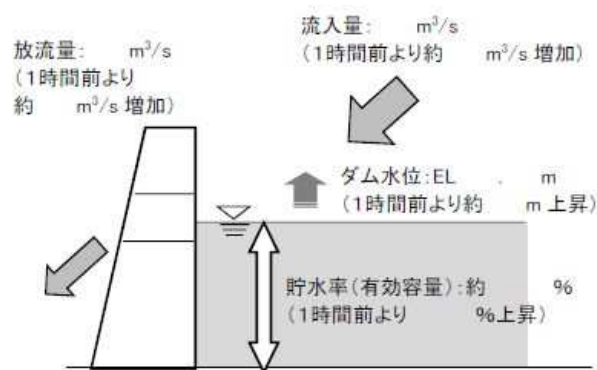 流入量:　　m³/s
(1時間前より約　　m³/s 増加)
放流量:　　m³/s
(1時間前より
約　　m³/s 増加)
ダム水位:EL　　.　　m
(1時間前より約　　m 上昇)
貯水率(有効容量):約　　%
(1時間前より　　%上昇)